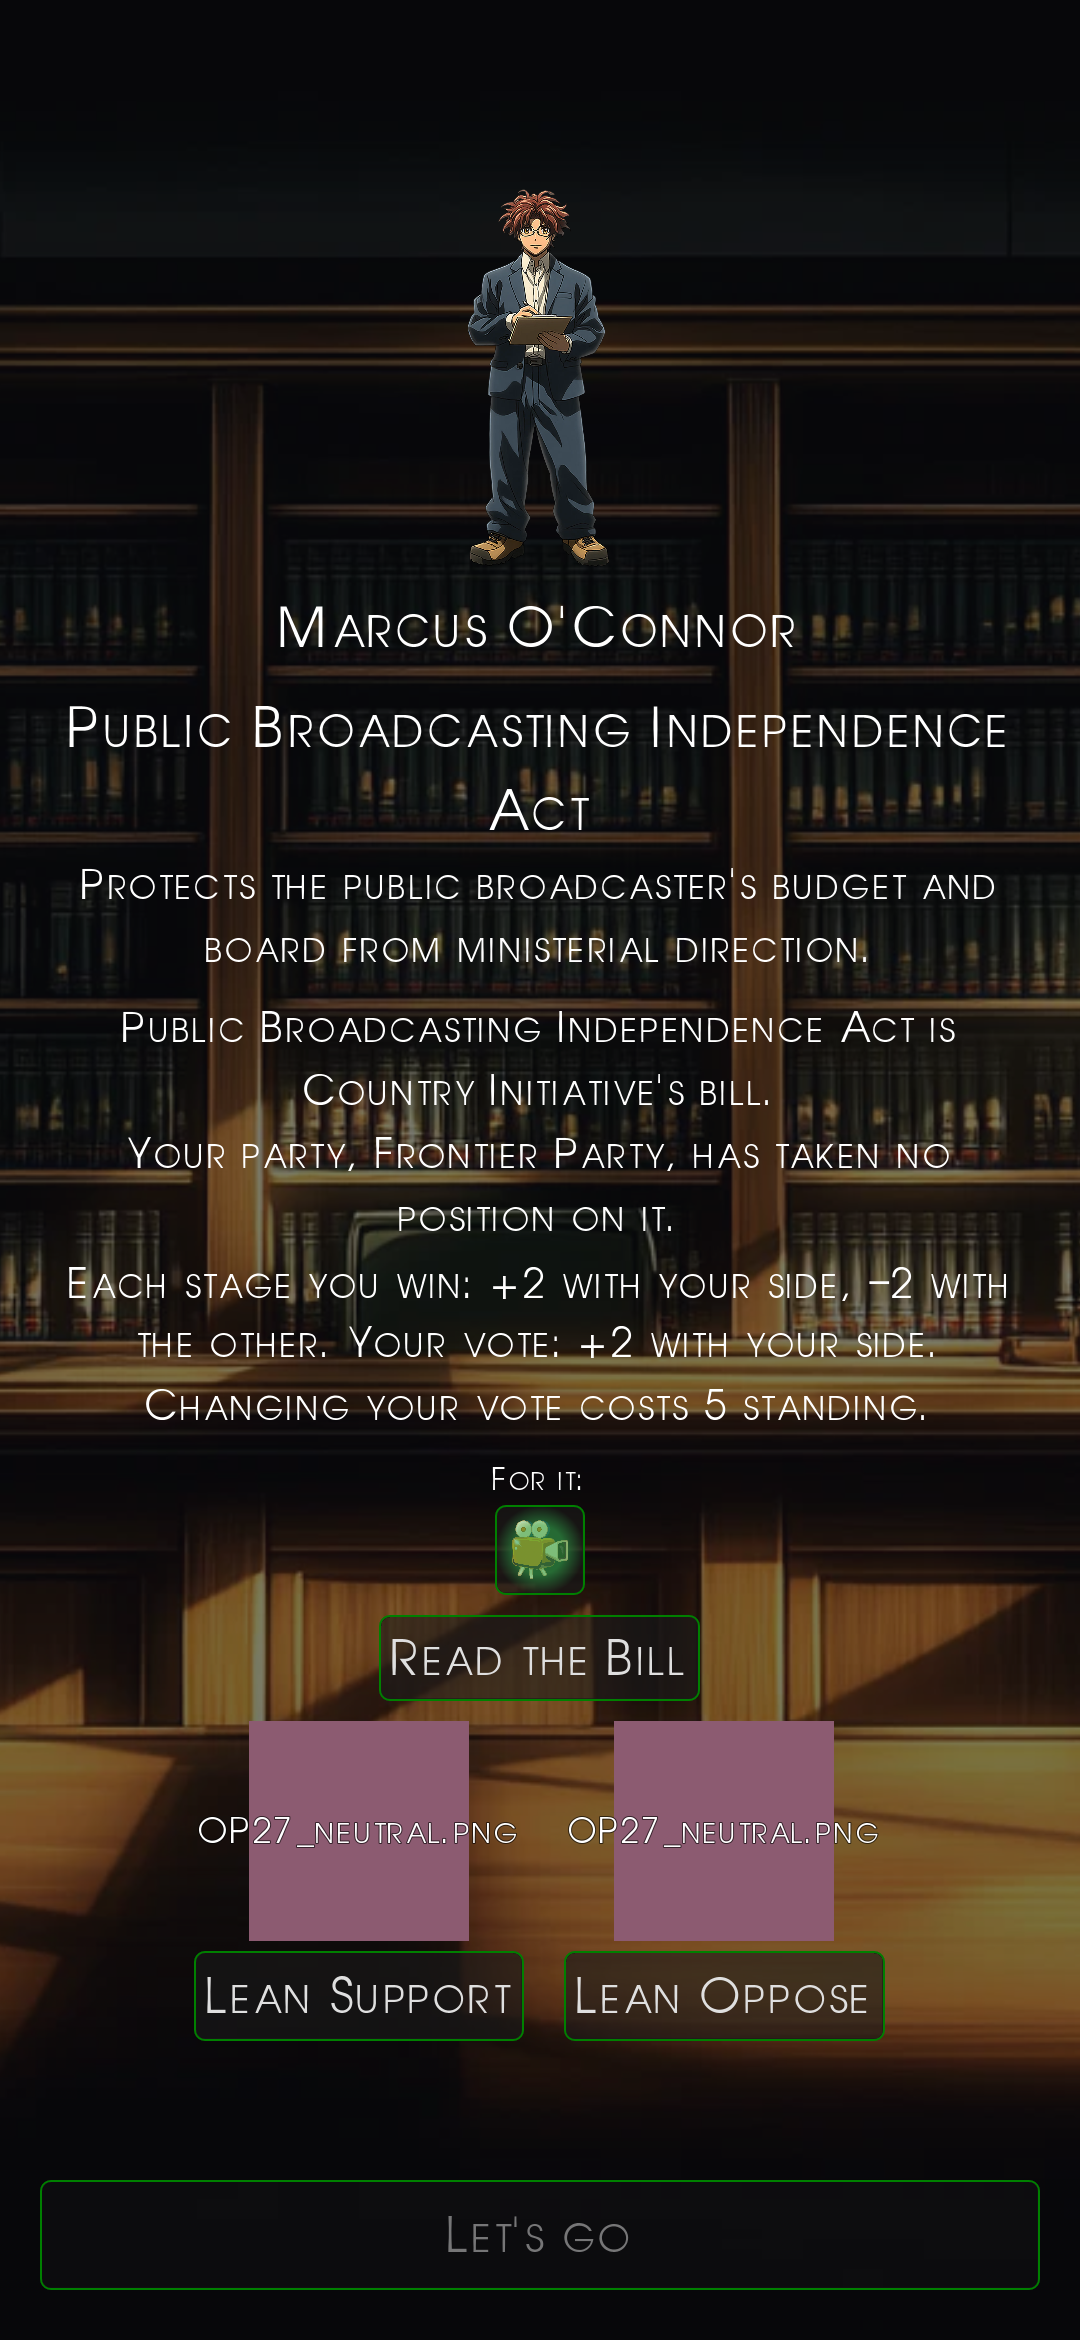 Marcus O'Connor
Public Broadcasting Independence
Act
Protects the public broadcaster's budget and
board from ministerial direction.
Public Broadcasting Independence Act is
Country Initiative's bill.
Your party, Frontier Party, has taken no
position on it.
Each stage you win: +2 with your side, −2 with
the other. Your vote: +2 with your side.
Changing your vote costs 5 standing.
For it:
Read the Bill
OP27_neutral.png OP27_neutral.png
Lean Support Lean Oppose
Let's go